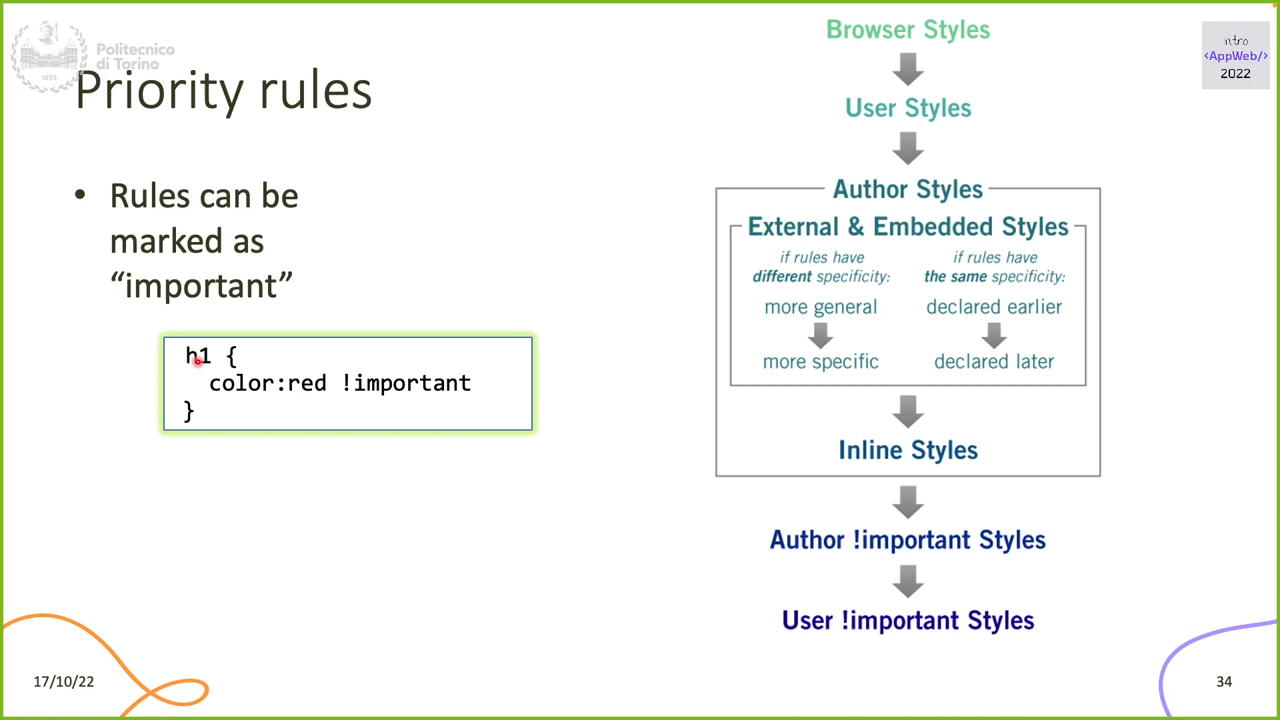 Politecnico
di Torino
1859
Priority rules
intro
<AppWeb/>
2022
• Rules can be
marked as
“important”
h1 {
color:red !important
}
Browser Styles
User Styles
Author Styles
External & Embedded Styles
if rules have
different specificity:
more general
more specific
if rules have
the same specificity:
declared earlier
declared later
Inline Styles
Author !important Styles
User !important Styles
17/10/22
34